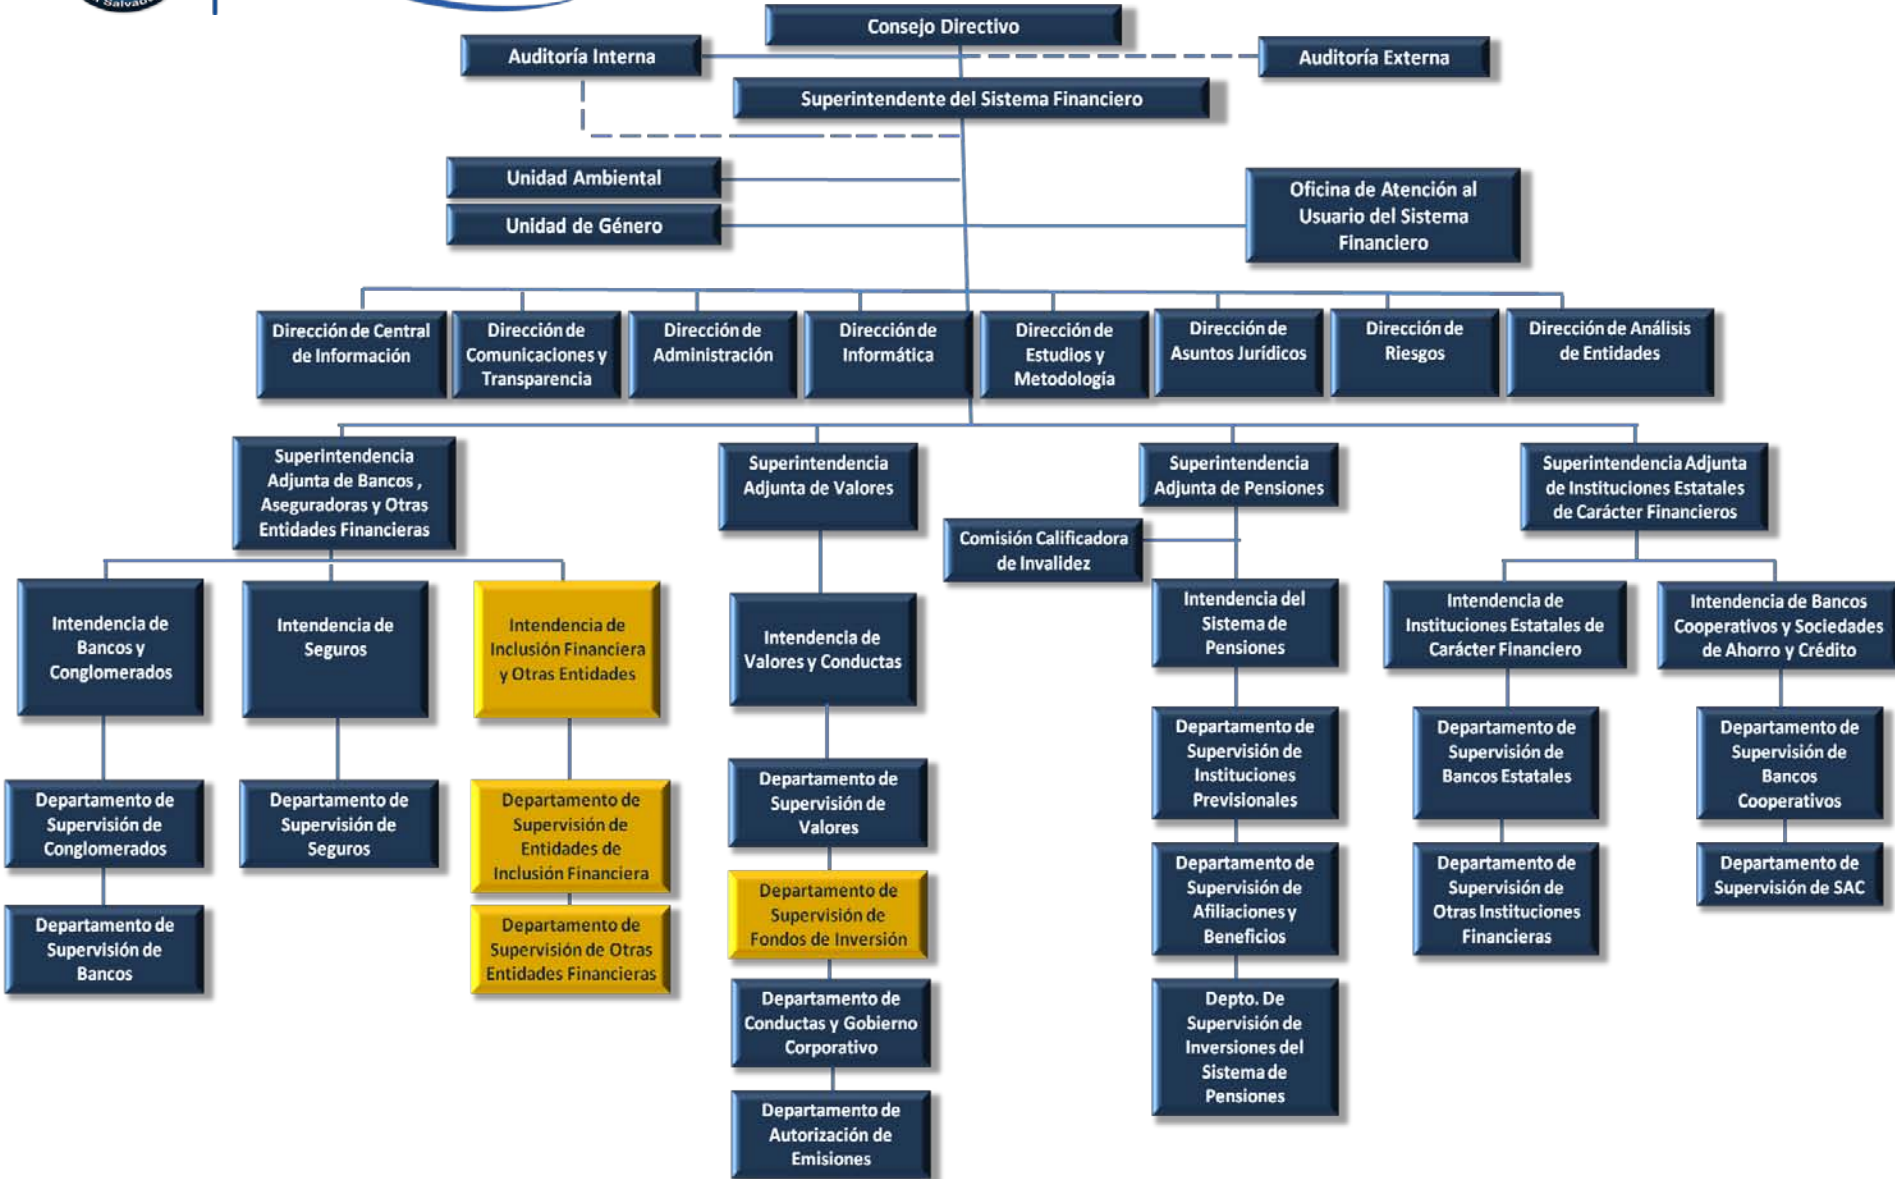 Salvador
Consejo Directivo
Auditoría Interna
Auditoría Externa
Superintendente del Sistema Financiero
Unidad Ambiental
Unidad de Género
Oficina de Atención al
Usuario del Sistema
Financiero
Dirección de Central
de Información
Dirección de
Comunicaciones y
Transparencia
Dirección de
Administración
Dirección de
Informática
Dirección de
Estudios y
Metodología
Dirección de
Asuntos Jurídicos
Dirección de
Riesgos
Dirección de Análisis
de Entidades
Superintendencia
Adjunta de Bancos ,
Aseguradoras y Otras
Entidades Financieras
Superintendencia
Adjunta de Valores
Superintendencia
Adjunta de Pensiones
Superintendencia Adjunta
de Instituciones Estatales
de Carácter Financieros
Comisión Calificadora
de Invalidez
Intendencia de
Bancos y
Conglomerados
Intendencia de
Seguros
Intendencia de
Inclusión Financiera
y Otras Entidades
Intendencia de
Valores y Conductas
Intendencia del
Sistema de
Pensiones
Intendencia de
Instituciones Estatales de
Carácter Financiero
Intendencia de Bancos
Cooperativos y Sociedades
de Ahorro y Crédito
Departamento de
Supervisión de
Conglomerados
Departamento de
Supervisión de
Bancos
Departamento de
Supervisión de
Seguros
Departamento de
Supervisión de
Entidades de
Inclusión Financiera
Departamento de
Supervisión de Otras
Entidades Financieras
Departamento de
Supervisión de
Valores
Departamento de
Supervisión de
Fondos de Inversión
Departamento de
Conductas y Gobierno
Corporativo
Departamento de
Autorización de
Emisiones
Departamento de
Supervisión de
Instituciones
Previsionales
Departamento de
Supervisión de
Afiliaciones y
Beneficios
Depto. De
Supervisión de
Inversiones del
Sistema de
Pensiones
Departamento de
Supervisión de
Bancos Estatales
Departamento de
Supervisión de
Otras Instituciones
Financieras
Departamento de
Supervisión de
Bancos
Cooperativos
Departamento de
Supervisión de SAC